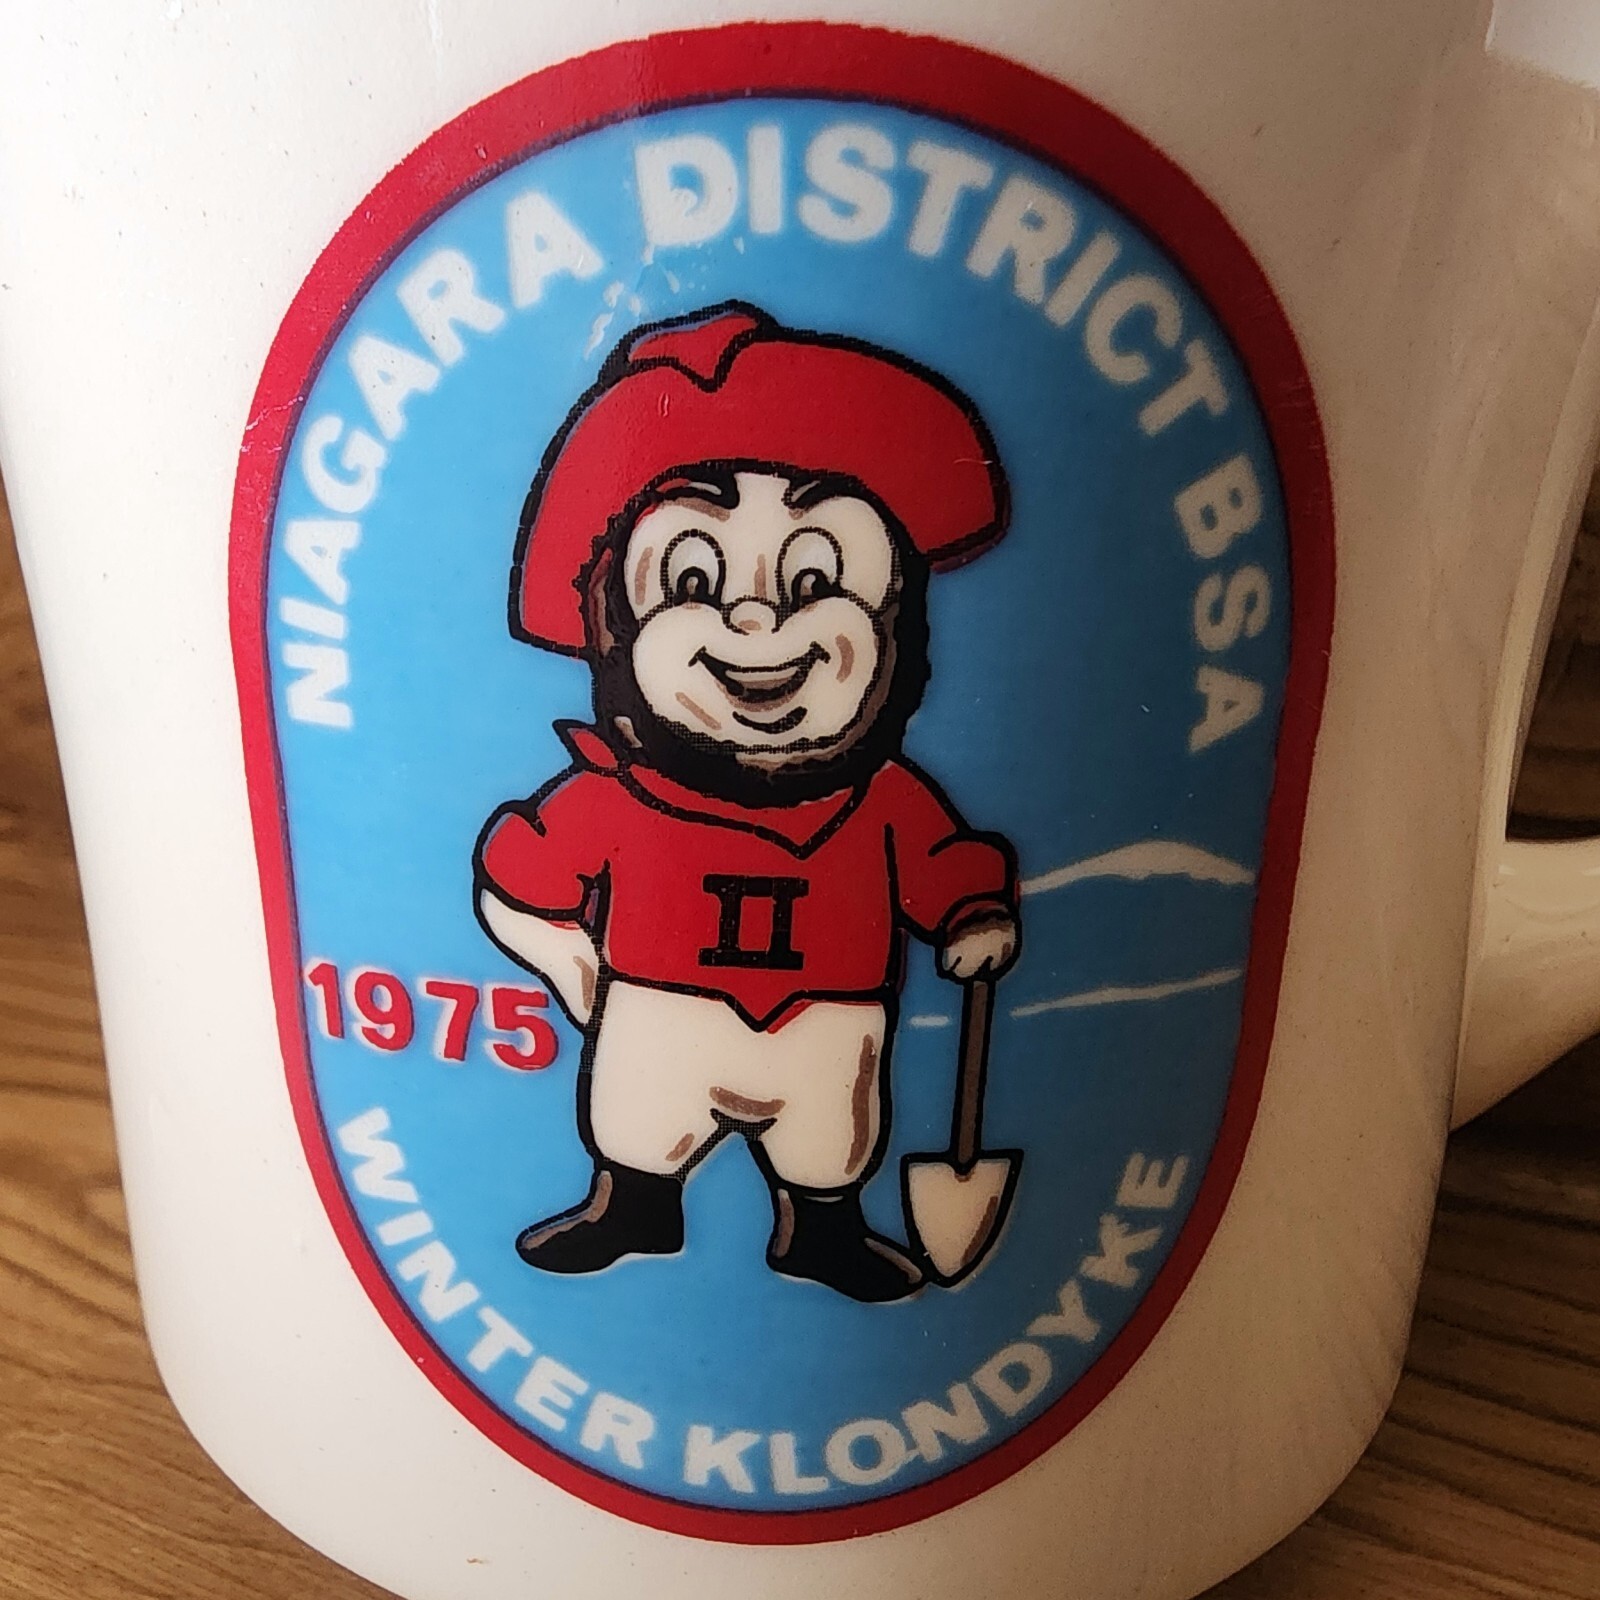 NIAGARA DISTRICT BSA
II
1975
WINTER KLONDYKE